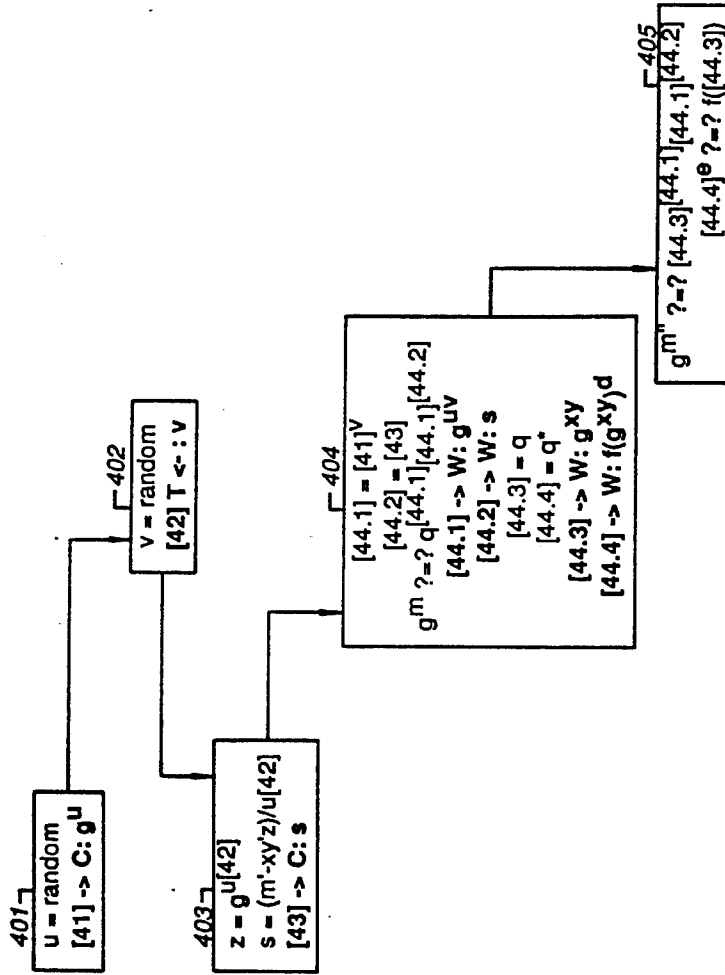 401
u = random
[41] -> C: g^u
402
v = random
[42] T <- : v
403
z = g^u[42]
s = (m'-xy'z)/u[42]
[43] -> C: s
404
[44.1] = [41]^v
[44.2] = [43]
g^m ?=? q^[44.1][44.1]^[44.2]
[44.1] -> W: g^uv
[44.2] -> W: s
[44.3] = q
[44.4] = q*
[44.3] -> W: g^xy
[44.4] -> W: f(g^xy)^d
405
g^m" ?=? [44.3]^[44.1][44.1]^[44.2]
[44.4]^e ?=? f([44.3])